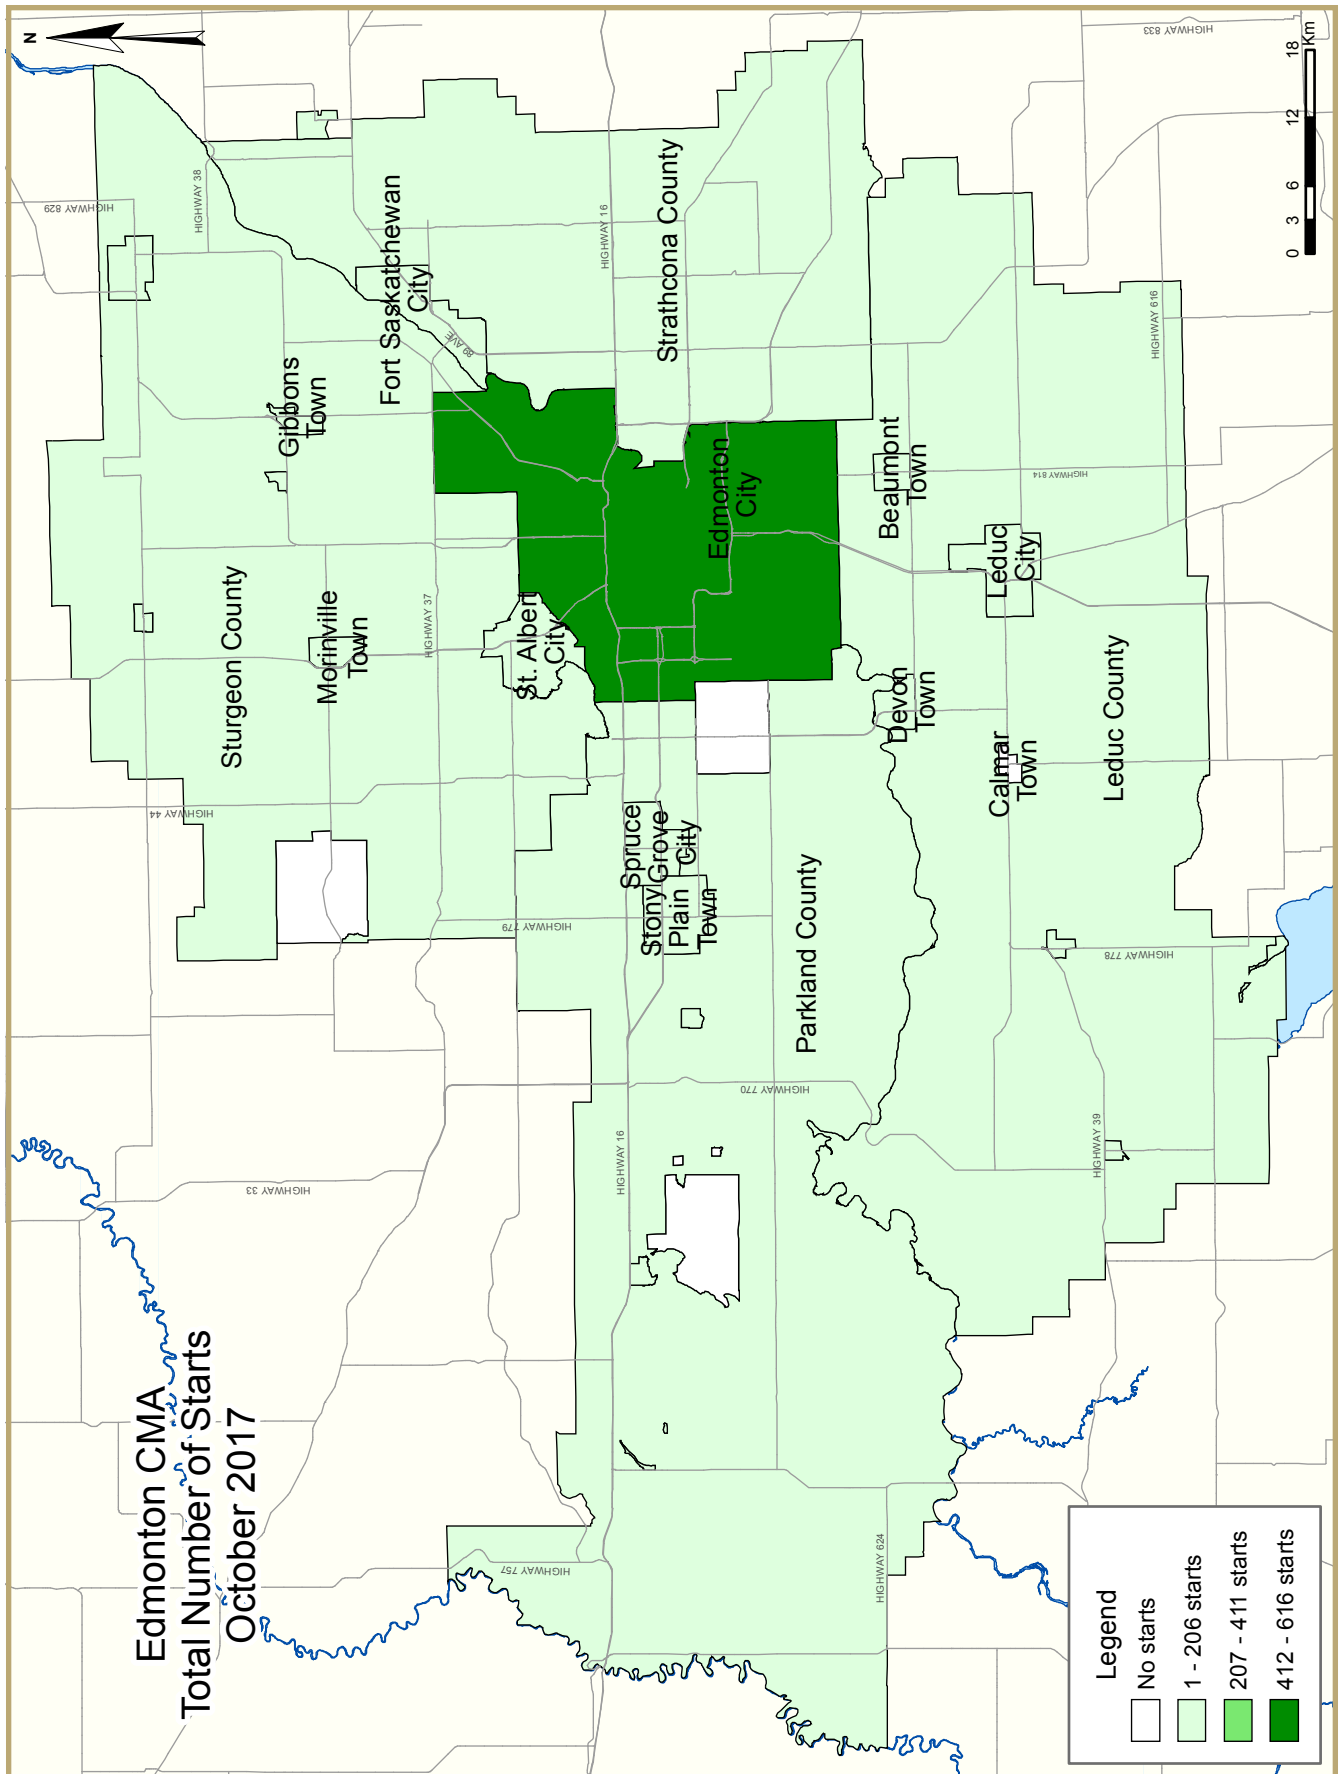 Edmonton CMA
Total Number of Starts
October 2017
N
HIGHWAY 829
HIGHWAY 38
HIGHWAY 833
HIGHWAY 44
HIGHWAY 37
HIGHWAY 33
HIGHWAY 779
HIGHWAY 16
HIGHWAY 16
HIGHWAY 757
HIGHWAY 770
HIGHWAY 624
HIGHWAY 39
HIGHWAY 778
HIGHWAY 814
HIGHWAY 616
89 AVE
Sturgeon County
Gibbons
Town
Morinville
Town
Fort Saskatchewan
City
St. Albert
City
Strathcona County
Edmonton
City
Spruce
Grove
City
Stony
Plain
Town
Parkland County
Beaumont
Town
Devon
Town
Leduc
City
Calmar
Town
Leduc County
Legend
No starts
1 - 206 starts
207 - 411 starts
412 - 616 starts
0 3 6 12 18
Km